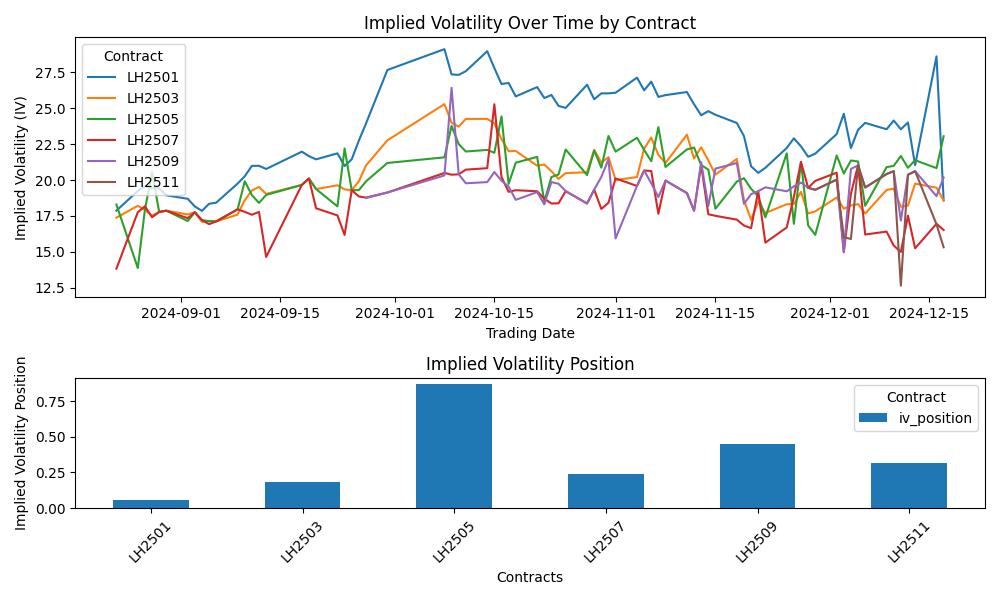 Implied Volatility Over Time by Contract
Implied Volatility (IV)
27.5
25.0
22.5
20.0
17.5
15.0
12.5
Contract
LH2501
LH2503
LH2505
LH2507
LH2509
LH2511
2024-09-01 2024-09-15 2024-10-01 2024-10-15 2024-11-01 2024-11-15 2024-12-01 2024-12-15
Trading Date
Implied Volatility Position
Implied Volatility Position
0.75
0.50
0.25
0.00
Contract
iv_position
LH2501 LH2503 LH2505 LH2507 LH2509 LH2511
Contracts